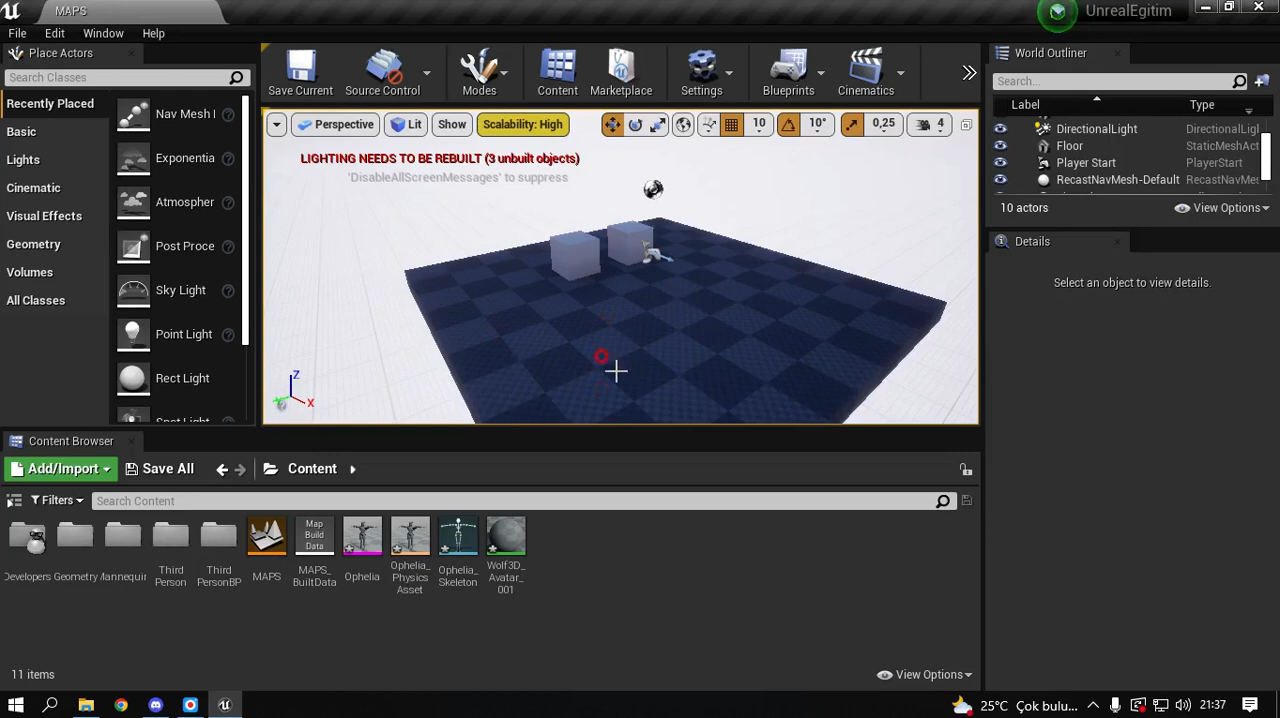 MAPS
UnrealEgitim
File
Edit
Window
Help
Place Actors
Search Classes
Recently Placed
Basic
Lights
Cinematic
Visual Effects
Geometry
Volumes
All Classes
Nav Mesh
Exponentia
Atmospher
Post Proce
Sky Light
Point Light
Rect Light
Spot Light
Save Current
Source Control
Modes
Content
Marketplace
Settings
Blueprints
Cinematics
Perspective
Lit
Show
Scalability: High
10
10°
0,25
4
LIGHTING NEEDS TO BE REBUILT (3 unbuilt objects)
'DisableAllScreenMessages' to suppress
Z
X
World Outliner
Search...
Label
Type
DirectionalLight
DirectionalLigl
Floor
StaticMeshAct
Player Start
PlayerStart
RecastNavMesh-Default
RecastNavMes
10 actors
View Options
Details
Select an object to view details.
Content Browser
Add/Import
Save All
Content
Filters
Search Content
Developers
Geometry
Mannequin
Third
Person
Third
PersonBP
MAPS
Map
Build
Data
MAPS_
BuiltData
Ophelia
Ophelia_
Physics
Asset
Ophelia_
Skeleton
Wolf3D_
Avatar_
001
11 items
View Options
25°C Çok bulu...
21:37